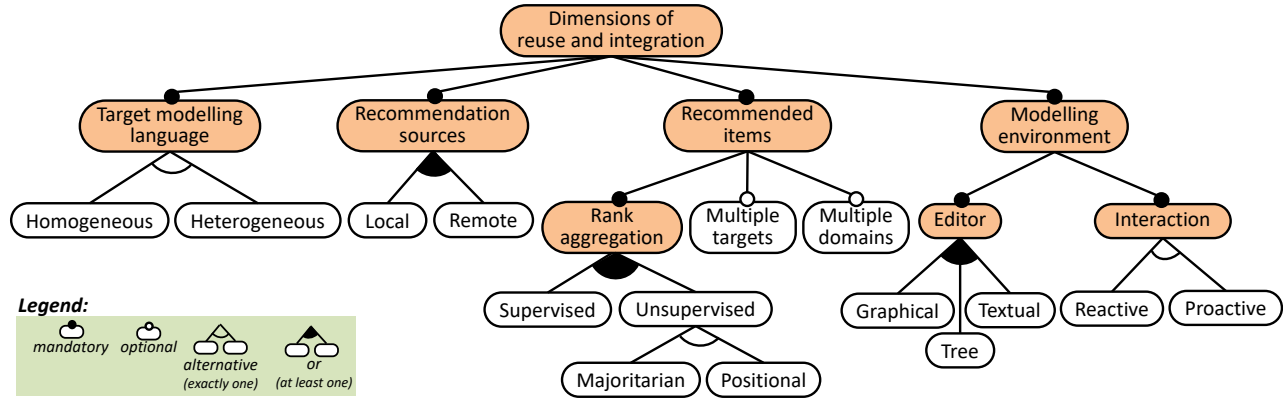 Dimensions of
reuse and integration
Target modelling
language
Recommendation
sources
Recommended
items
Modelling
environment
Homogeneous
Heterogeneous
Local
Remote
Rank
aggregation
Multiple
targets
Multiple
domains
Editor
Interaction
Supervised
Unsupervised
Graphical
Textual
Tree
Reactive
Proactive
Majoritarian
Positional
Legend:
mandatory
optional
alternative
(exactly one)
or
(at least one)